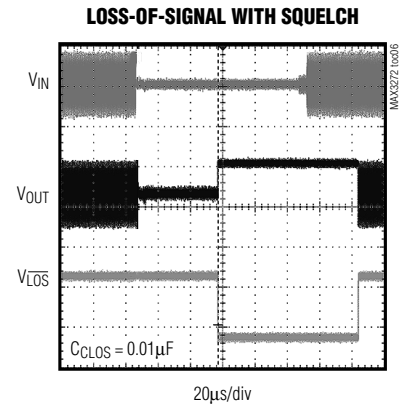 LOSS-OF-SIGNAL WITH SQUELCH
MAX3272 toc06
VIN
VOUT
VLOS
CCLOS = 0.01µF
20µs/div